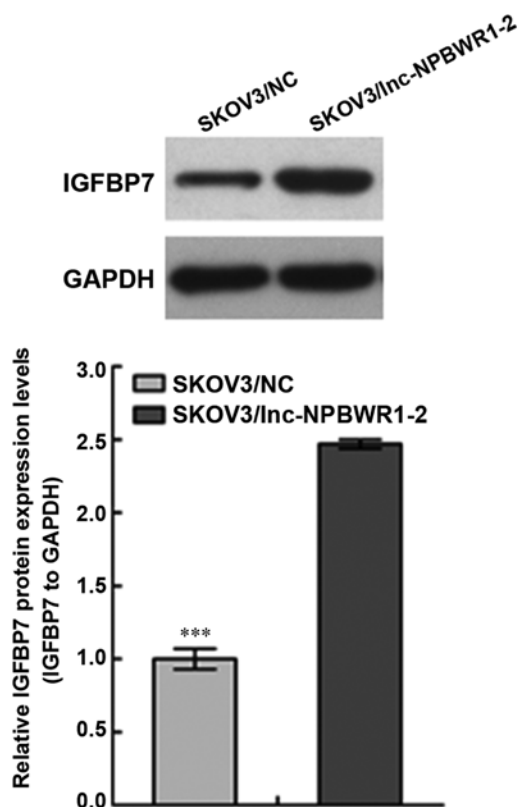 SKOV3/NC
SKOV3/lnc-NPBWR1-2
IGFBP7
GAPDH
Relative IGFBP7 protein expression levels
(IGFBP7 to GAPDH)
3.0
2.5
2.0
1.5
1.0
0.5
0.0
SKOV3/NC
SKOV3/lnc-NPBWR1-2
***